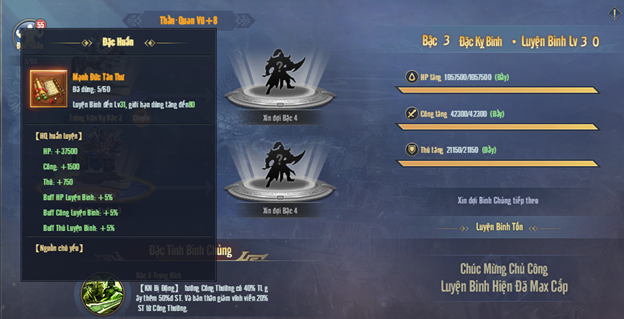 Thần· Quan Vũ+8
55
Đặc Huấn
Mạnh Đức Tân Thư
Đã dùng: 5/60
Luyện Binh đến Lv31, giới hạn dùng tăng đến80
【HQ huấn luyện】
HP: +37500
Công: +1500
Thủ: +750
Buff HP Luyện Binh: +5%
Buff Công Luyện Binh: +5%
Buff Thủ Luyện Binh: +5%
【Nguồn chủ yếu】
Xin đợi Bậc 4
Xin đợi Bậc 4
Đặc Tính Binh Chủng
【KN Bị Động】 tướng Công Thường có 40% TL g
ây thêm 50%đ ST. Và bản thân giảm vĩnh viễn 20%
ST từ Công Thường.
Bậc 3 Đặc Kỵ Binh · Luyện Binh Lv 3 0
HP tăng 1057500/1057500 (Đầy)
Công tăng 42300/42300 (Đầy)
Thủ tăng 21150/21150 (Đầy)
Xin đợi Binh Chủng tiếp theo
Luyện Binh Tốn
Chúc Mừng Chủ Công
Luyện Binh Hiện Đã Max Cấp